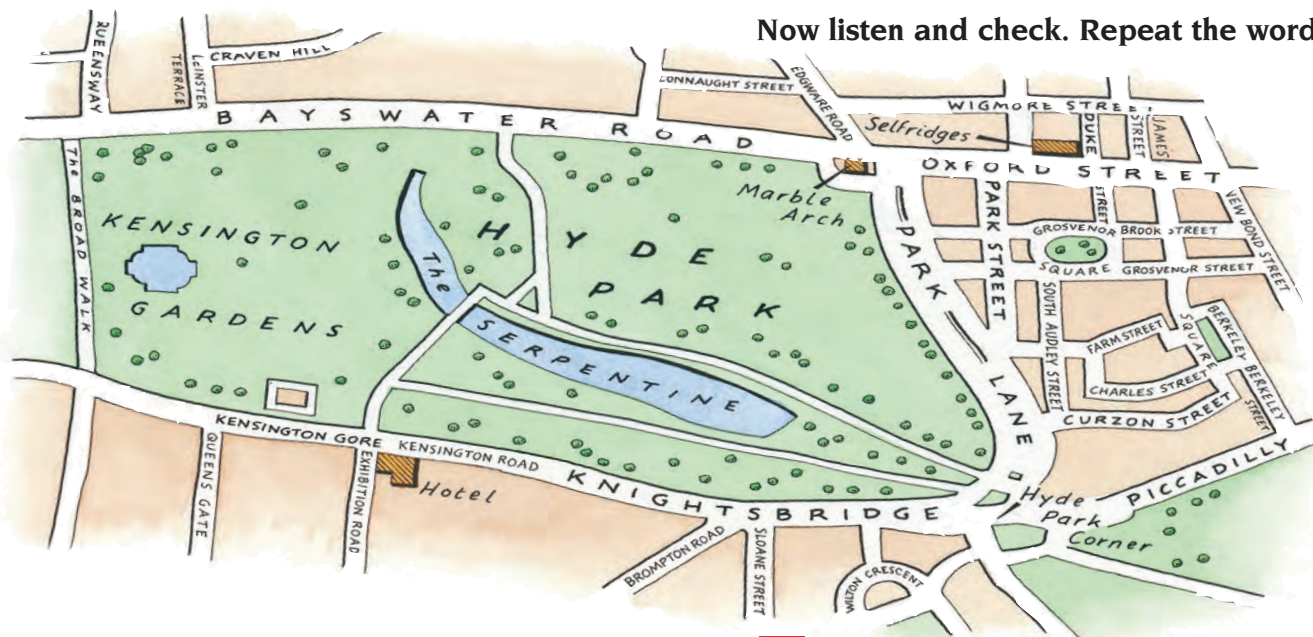 Now listen and check. Repeat the word
QUEENSWAY
LEINSTER
TERRACE
CRAVEN HILL
BAYSWATER ROAD
CONNAUGHT STREET
EDGWARE ROAD
WIGMORE STREET
Selfridges
DUKE
STREET
JAMES
STREET
OXFORD STREET
Marble
Arch
The BROAD WALK
KENSINGTON
GARDENS
HYDE
PARK
The
SERPENTINE
PARK LANE
PARK STREET
NEW BOND STREET
GROSVENOR
SQUARE
BROOK STREET
GROSVENOR STREET
SOUTH AUDLEY STREET
FARM STREET
CHARLES STREET
BERKELEY
SQUARE
BERKELEY
STREET
CURZON STREET
PICCADILLY
Hyde
Park
Corner
KENSINGTON GORE
KENSINGTON ROAD
KNIGHTSBRIDGE
QUEENS GATE
EXHIBITION ROAD
Hotel
BROMPTON ROAD
SLOANE STREET
WILTON CRESCENT